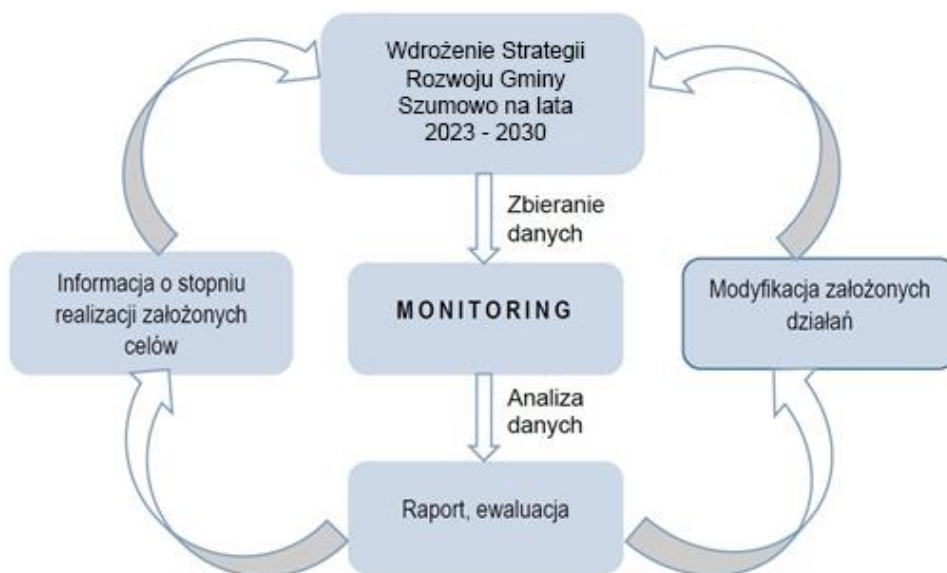 Wdrożenie Strategii
Rozwoju Gminy
Szumowo na lata
2023 - 2030
Zbieranie
danych
Informacja o stopniu
realizacji założonych
celów
MONITORING
Modyfikacja założonych
działań
Analiza
danych
Raport, ewaluacja